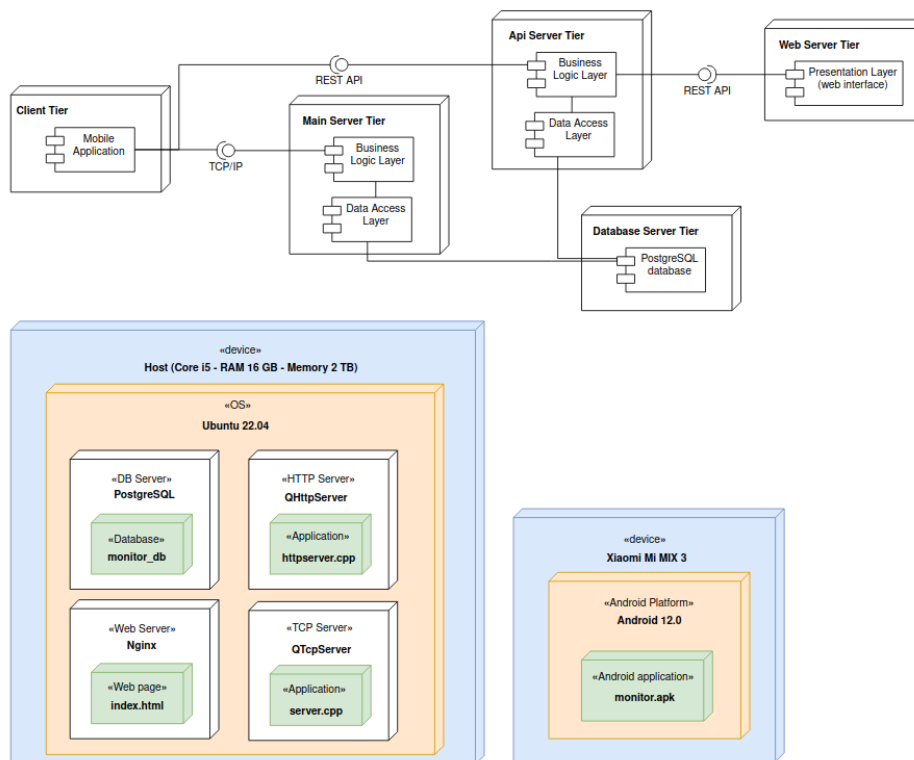 Api Server Tier
Business
Logic Layer
Data Access
Layer
REST API
REST API
Web Server Tier
Presentation Layer
(web interface)
Client Tier
Mobile
Application
TCP/IP
Main Server Tier
Business
Logic Layer
Data Access
Layer
Database Server Tier
PostgreSQL
database
«device»
Host (Core i5 - RAM 16 GB - Memory 2 TB)
«OS»
Ubuntu 22.04
«DB Server»
PostgreSQL
«Database»
monitor_db
«HTTP Server»
QHttpServer
«Application»
httpserver.cpp
«Web Server»
Nginx
«Web page»
index.html
«TCP Server»
QTcpServer
«Application»
server.cpp
«device»
Xiaomi Mi MIX 3
«Android Platform»
Android 12.0
«Android application»
monitor.apk